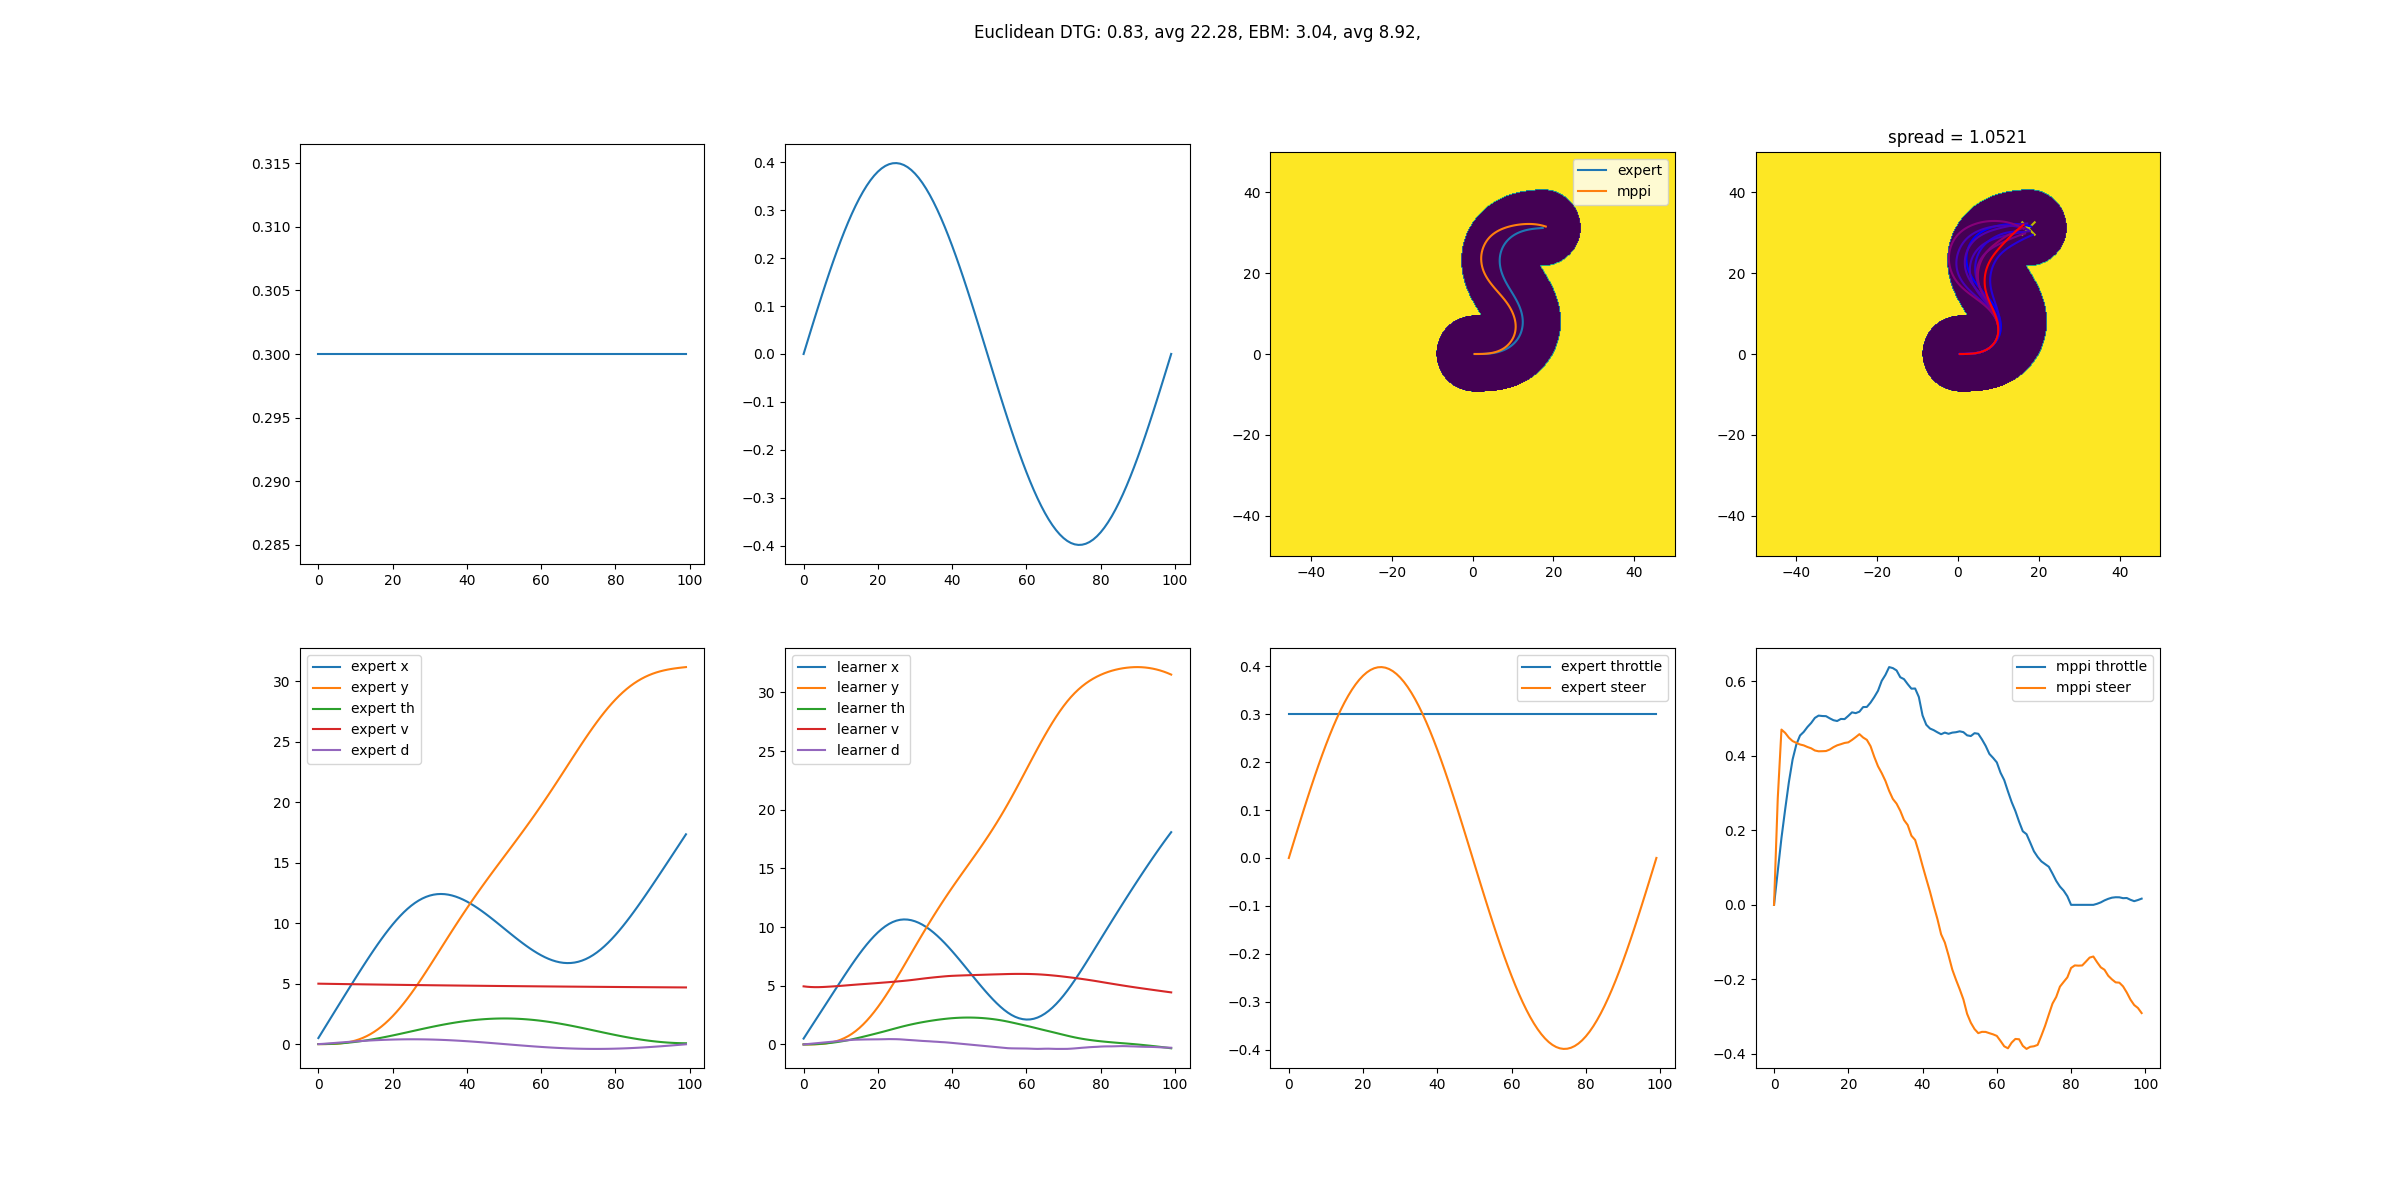 Euclidean DTG: 0.83, avg 22.28, EBM: 3.04, avg 8.92,
0.315
0.310
0.305
0.300
0.295
0.290
0.285
0 20 40 60 80 100
0.4
0.3
0.2
0.1
0.0
−0.1
−0.2
−0.3
−0.4
0 20 40 60 80 100
expert
mppi
40
20
0
−20
−40
−40 −20 0 20 40
spread = 1.0521
40
20
0
−20
−40
−40 −20 0 20 40
expert x
expert y
expert th
expert v
expert d
30
25
20
15
10
5
0
0 20 40 60 80 100
learner x
learner y
learner th
learner v
learner d
30
25
20
15
10
5
0
0 20 40 60 80 100
expert throttle
expert steer
0.4
0.3
0.2
0.1
0.0
−0.1
−0.2
−0.3
−0.4
0 20 40 60 80 100
mppi throttle
mppi steer
0.6
0.4
0.2
0.0
−0.2
−0.4
0 20 40 60 80 100